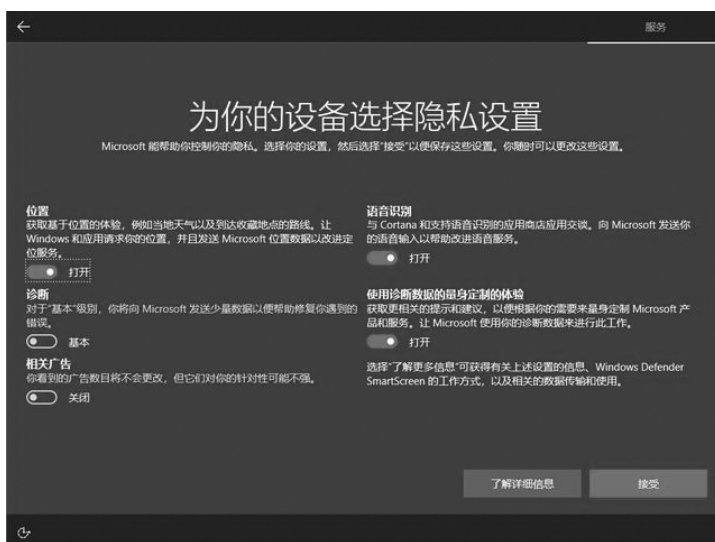 服务
为你的设备选择隐私设置
Microsoft 能帮助你控制你的隐私。选择你的设置，然后选择“接受”以便保存这些设置。你随时可以更改这些设置。
位置
获取基于位置的体验，例如当地天气以及到达收藏地点的路线。让
Windows 和应用请求你的位置，并且发送 Microsoft 位置数据以改进定
位服务。
打开
诊断
对于“基本”级别，你将向 Microsoft 发送少量数据以便帮助修复你遇到的
错误。
基本
相关广告
你看到的广告数目将不会更改，但它们对你的针对性可能不强。
关闭
语音识别
与 Cortana 和支持语音识别的应用商店应用交谈。向 Microsoft 发送你
的语音输入以帮助改进语音服务。
打开
使用诊断数据的量身定制的体验
获取更相关的提示和建议，以便根据你的需要来量身定制 Microsoft 产
品和服务。让 Microsoft 使用你的诊断数据来进行此工作。
打开
选择“了解更多信息”可获得有关上述设置的信息、Windows Defender
SmartScreen 的工作方式，以及相关的数据传输和使用。
了解详细信息
接受